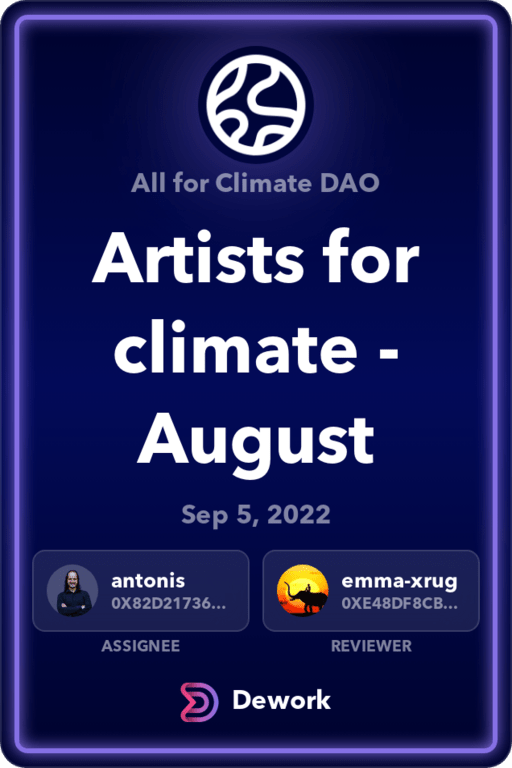 All for Climate DAO
Artists for
climate -
August
Sep 5, 2022
antonis
0X82D21736...
ASSIGNEE
emma-xrug
0XE48DF8CB...
REVIEWER
Dework